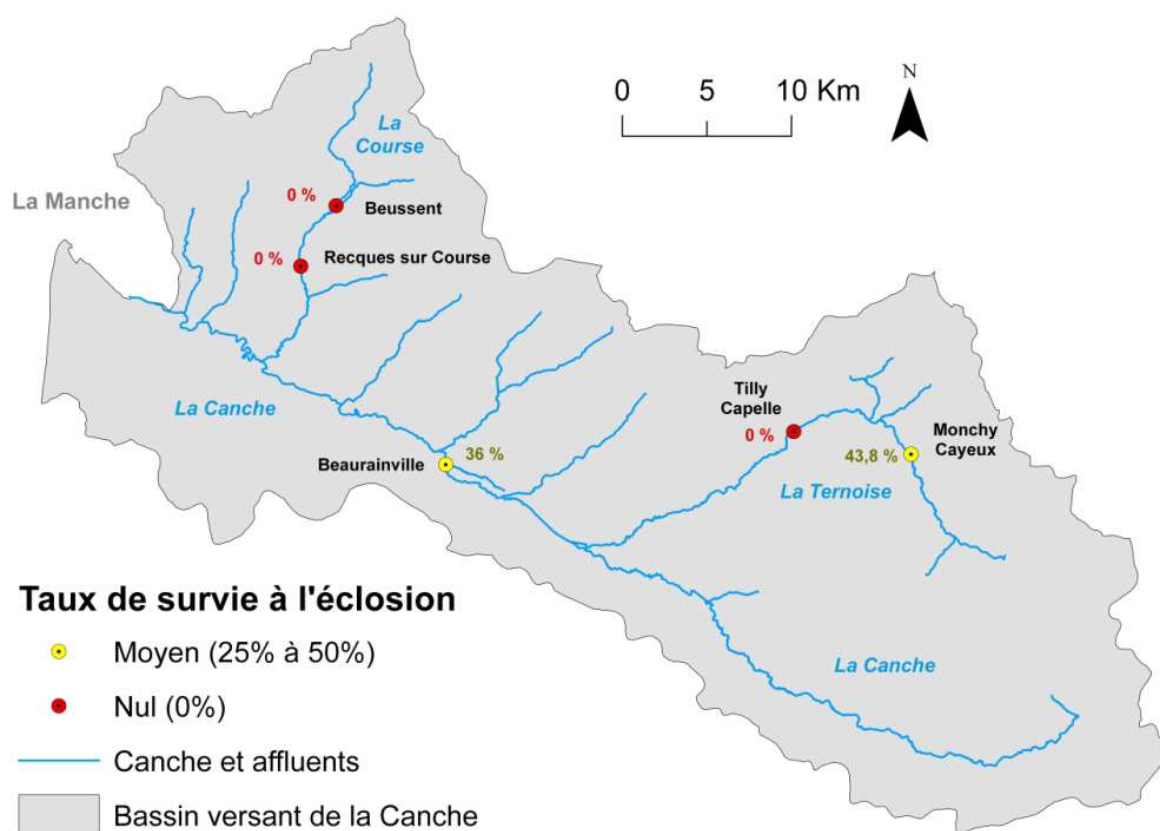 0 5 10 Km
N
La
Course
La Manche
0 %
Beussent
0 %
Recques sur Course
La Canche
Tilly
Capelle
0 %
Monchy
Cayeux
43,8 %
36 %
Beaurainville
La Ternoise
La Canche
Taux de survie à l'éclosion
Moyen (25% à 50%)
Nul (0%)
Canche et affluents
Bassin versant de la Canche